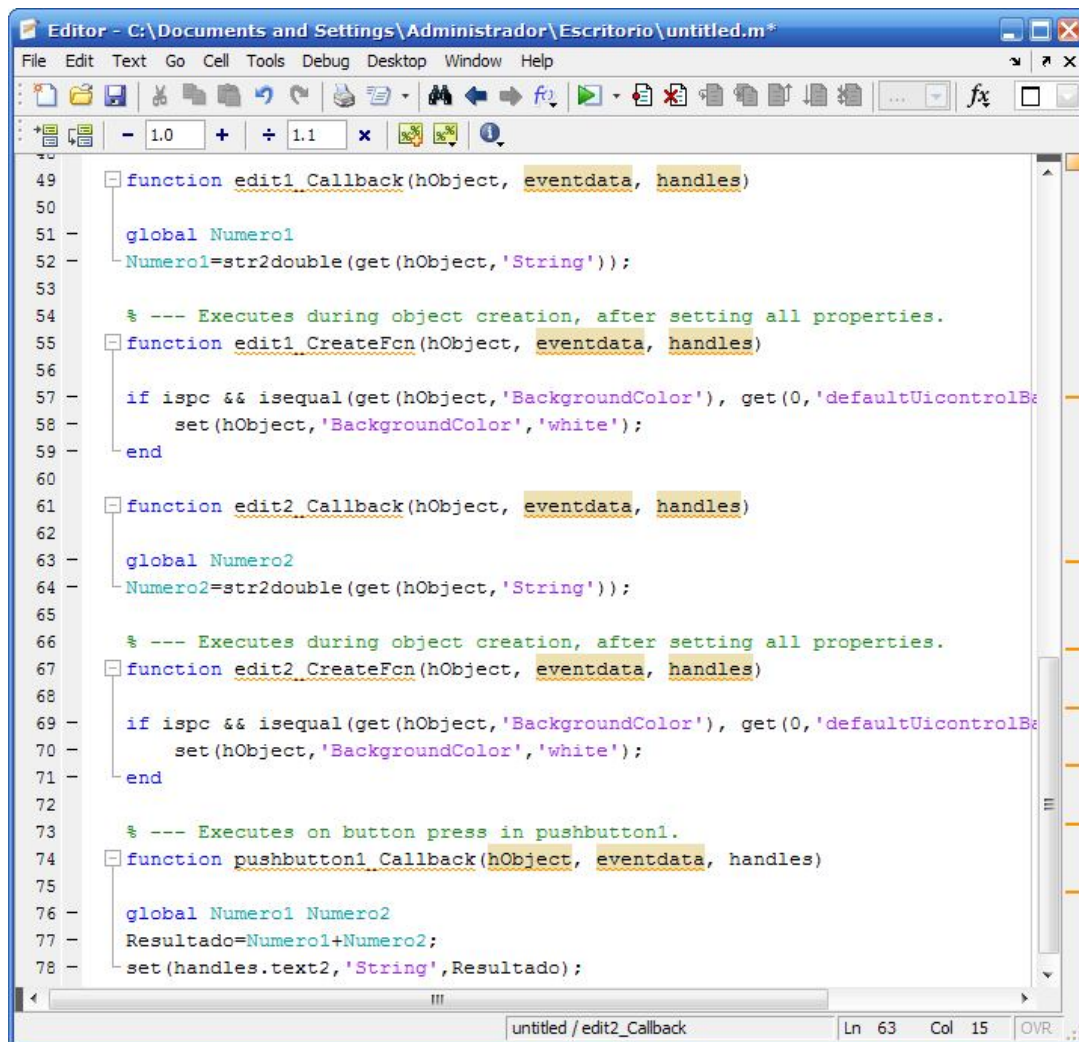 Editor - C:\Documents and Settings\Administrador\Escritorio\untitled.m*
File Edit Text Go Cell Tools Debug Desktop Window Help
... fx
- 1.0 + ÷ 1.1 ×
49 function edit1_Callback(hObject, eventdata, handles)
50
51 - global Numero1
52 - Numero1=str2double(get(hObject,'String'));
53
54 % --- Executes during object creation, after setting all properties.
55 function edit1_CreateFcn(hObject, eventdata, handles)
56
57 - if ispc && isequal(get(hObject,'BackgroundColor'), get(0,'defaultUicontrolBa
58 - set(hObject,'BackgroundColor','white');
59 - end
60
61 function edit2_Callback(hObject, eventdata, handles)
62
63 - global Numero2
64 - Numero2=str2double(get(hObject,'String'));
65
66 % --- Executes during object creation, after setting all properties.
67 function edit2_CreateFcn(hObject, eventdata, handles)
68
69 - if ispc && isequal(get(hObject,'BackgroundColor'), get(0,'defaultUicontrolBa
70 - set(hObject,'BackgroundColor','white');
71 - end
72
73 % --- Executes on button press in pushbutton1.
74 function pushbutton1_Callback(hObject, eventdata, handles)
75
76 - global Numero1 Numero2
77 - Resultado=Numero1+Numero2;
78 - set(handles.text2,'String',Resultado);
untitled / edit2_Callback Ln 63 Col 15 OVR